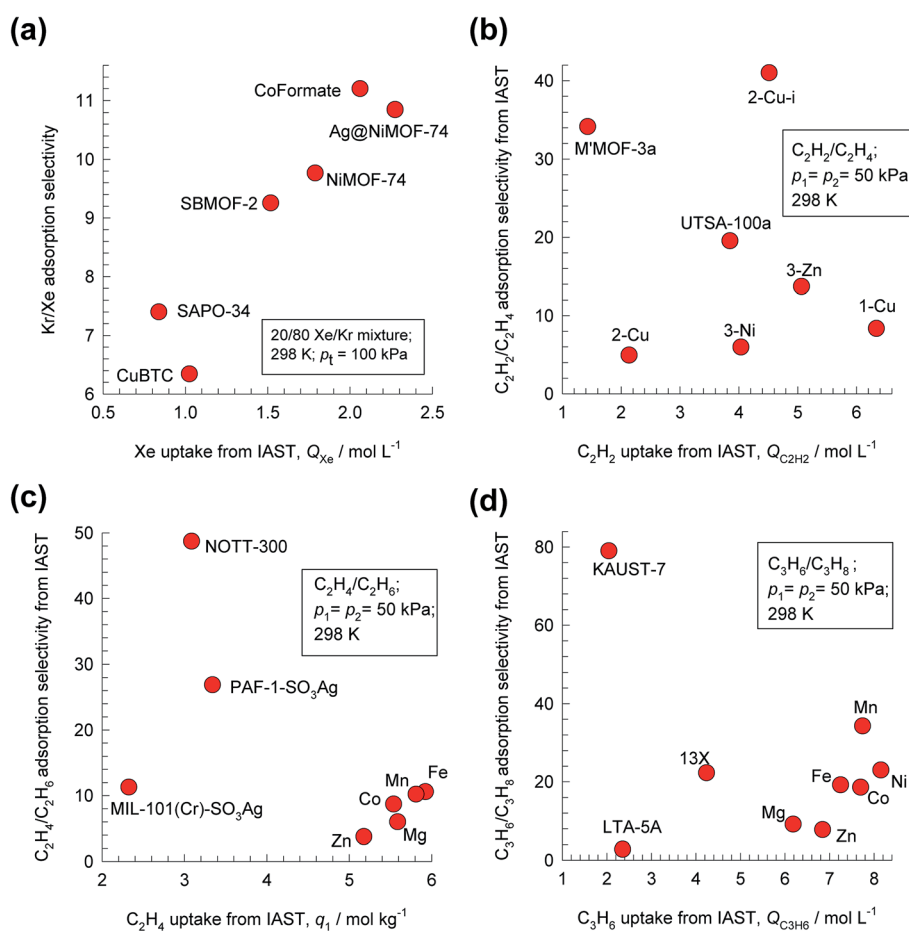 (a)
Kr/Xe adsorption selectivity
11
10
9
8
7
6
CoFormate
Ag@NiMOF-74
NiMOF-74
SBMOF-2
SAPO-34
CuBTC
20/80 Xe/Kr mixture;
298 K; pt = 100 kPa
0.5 1.0 1.5 2.0 2.5
Xe uptake from IAST, QXe / mol L-1
(b)
C2H2/C2H4 adsorption selectivity from IAST
40
30
20
10
0
2-Cu-i
M'MOF-3a
C2H2/C2H4;
p1= p2= 50 kPa
298 K
UTSA-100a
3-Zn
1-Cu
3-Ni
2-Cu
1 2 3 4 5 6
C2H2 uptake from IAST, QC2H2 / mol L-1
(c)
C2H4/C2H6 adsorption selectivity from IAST
50
40
30
20
10
0
NOTT-300
C2H4/C2H6;
p1= p2= 50 kPa;
298 K
PAF-1-SO3Ag
MIL-101(Cr)-SO3Ag
Fe
Mn
Co
Mg
Zn
2 3 4 5 6
C2H4 uptake from IAST, q1 / mol kg-1
(d)
C3H6/C3H8 adsorption selectivity from IAST
80
60
40
20
0
KAUST-7
C3H6/C3H8 ;
p1= p2= 50 kPa;
298 K
Mn
13X
Fe
Ni
Co
Mg
Zn
LTA-5A
1 2 3 4 5 6 7 8
C3H6 uptake from IAST, QC3H6 / mol L-1